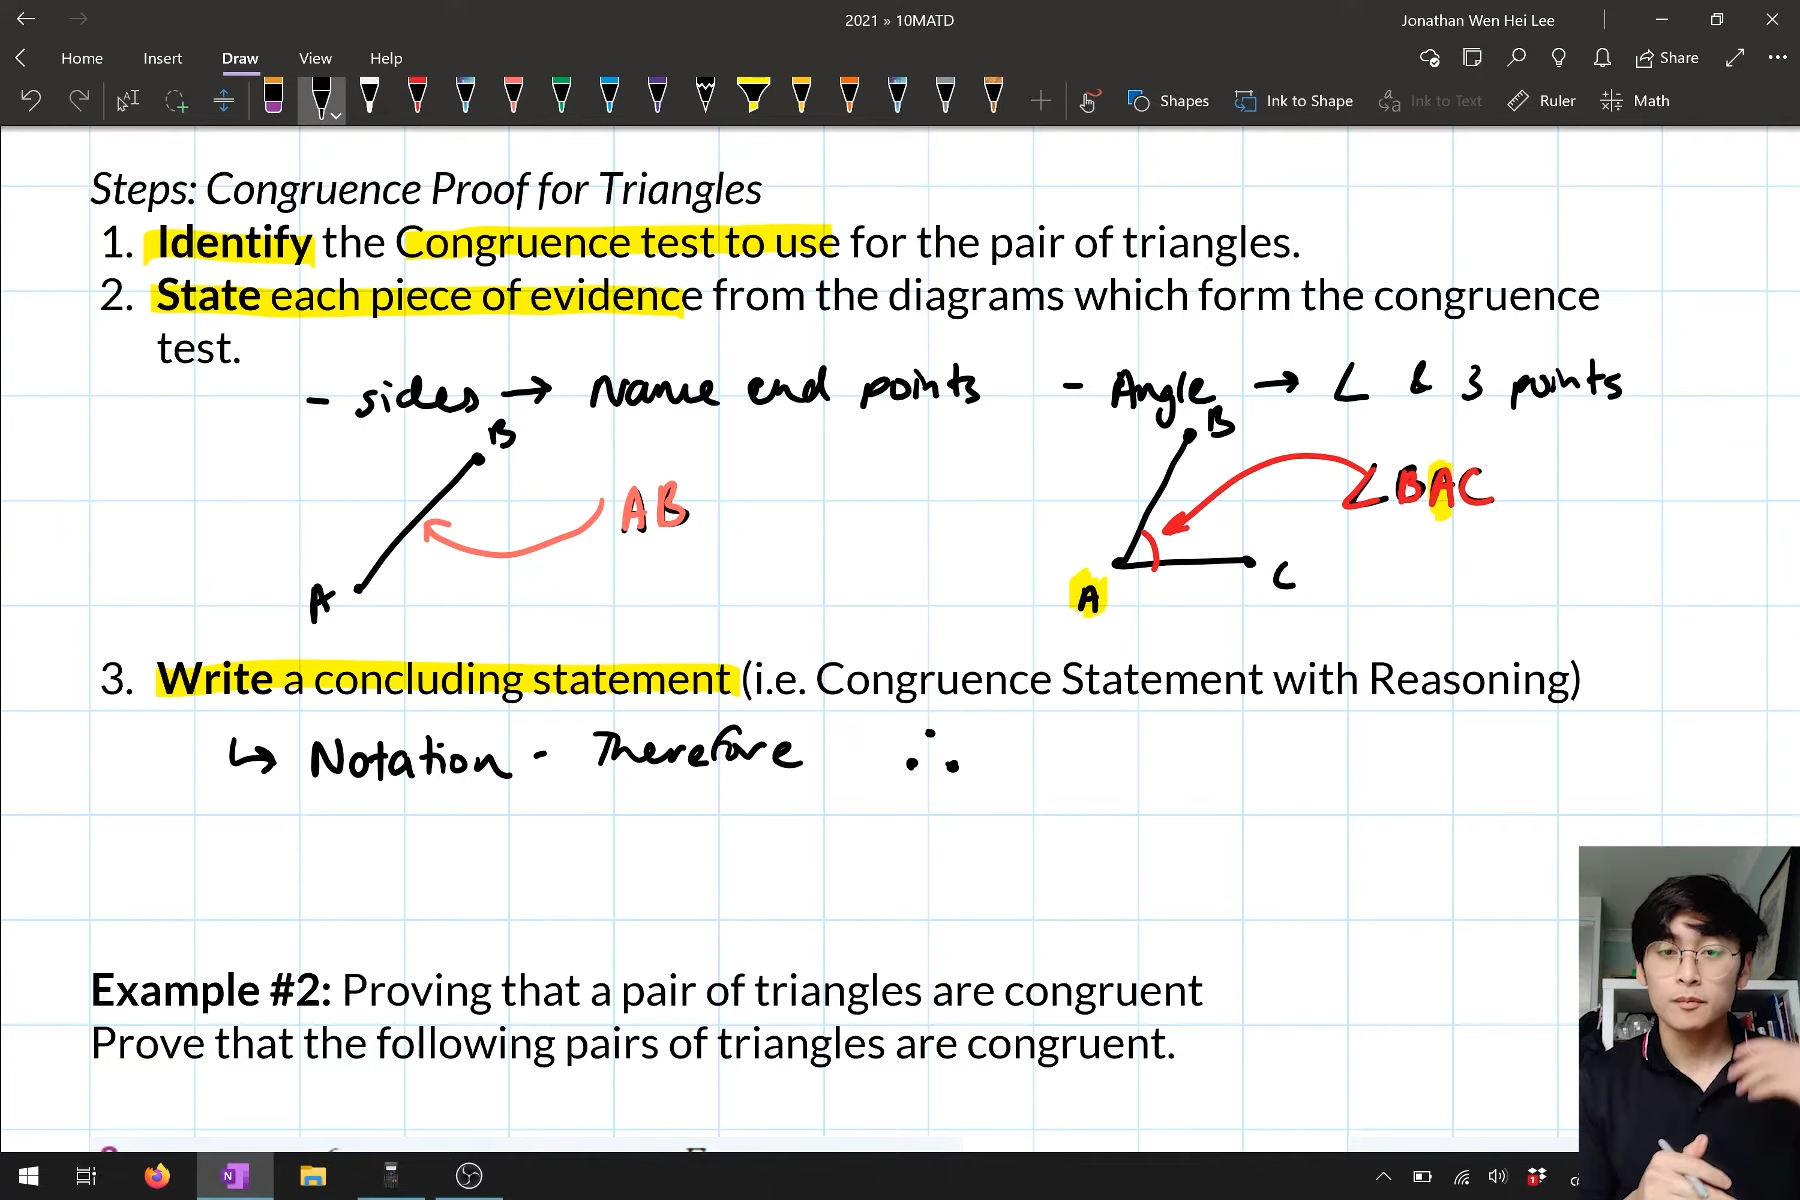 2021 » 10MATD
Jonathan Wen Hei Lee
Home Insert Draw View Help
Share
Shapes Ink to Shape Ink to Text Ruler Math
Steps: Congruence Proof for Triangles
1. Identify the Congruence test to use for the pair of triangles.
2. State each piece of evidence from the diagrams which form the congruence
test.
- sides → Name end points
- Angle → ∠ & 3 points
B
AB
A
B
∠BAC
A
C
3. Write a concluding statement (i.e. Congruence Statement with Reasoning)
↳ Notation - Therefore ∴
Example #2: Proving that a pair of triangles are congruent
Prove that the following pairs of triangles are congruent.